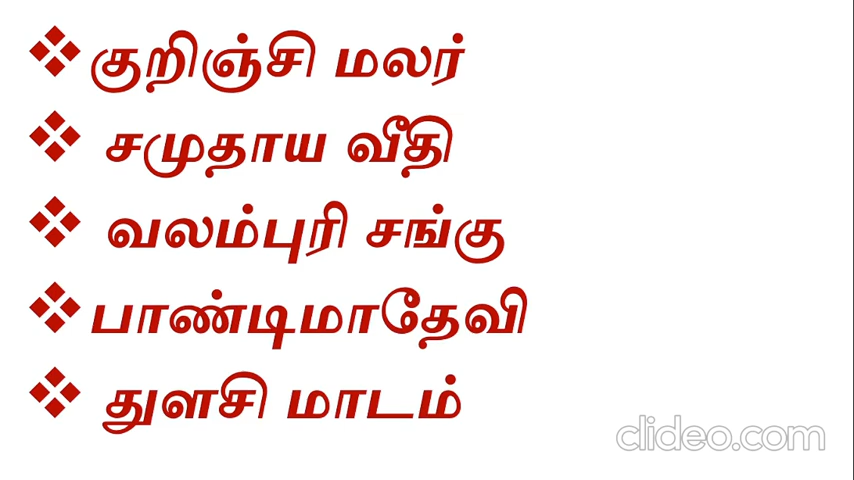 குறிஞ்சி மலர்
சமுதாய வீதி
வலம்புரி சங்கு
பாண்டிமாதேவி
துளசி மாடம்
clideo.com